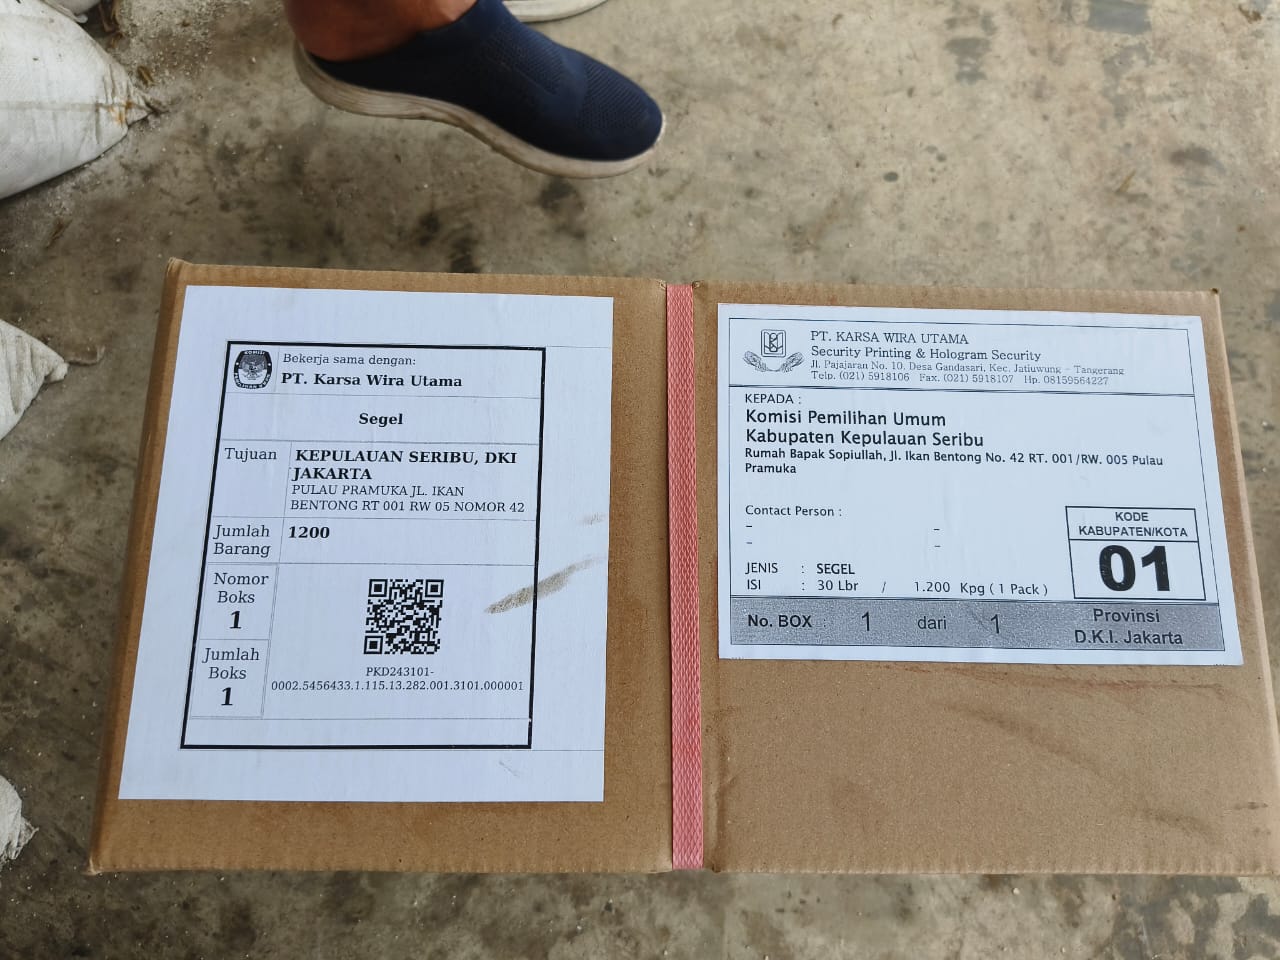 KOMISI
PEMILIHAN
Bekerja sama dengan:
PT. Karsa Wira Utama
Segel
Tujuan
KEPULAUAN SERIBU, DKI
JAKARTA
PULAU PRAMUKA JL. IKAN
BENTONG RT 001 RW 05 NOMOR 42
Jumlah
Barang
1200
Nomor
Boks
1
Jumlah
Boks
1
PKD243101-
0002.5456433.1.115.13.282.001.3101.000001
PT. KARSA WIRA UTAMA
Security Printing & Hologram Security
Jl. Pajajaran No. 10. Desa Gandasari, Kec. Jatiuwung - Tangerang
Telp. (021) 5918106 Fax. (021) 5918107 Hp. 08159564227
KEPADA :
Komisi Pemilihan Umum
Kabupaten Kepulauan Seribu
Rumah Bapak Sopiullah, Jl. Ikan Bentong No. 42 RT. 001/RW. 005 Pulau
Pramuka
Contact Person :
- -
- -
KODE
KABUPATEN/KOTA
01
JENIS : SEGEL
ISI : 30 Lbr / 1.200 Kpg ( 1 Pack )
No. BOX : 1 dari 1
Provinsi
D.K.I. Jakarta